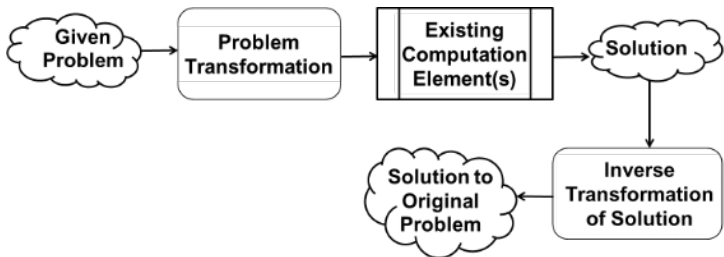 Given
Problem
Problem
Transformation
Existing
Computation
Element(s)
Solution
Inverse
Transformation
of Solution
Solution to
Original
Problem